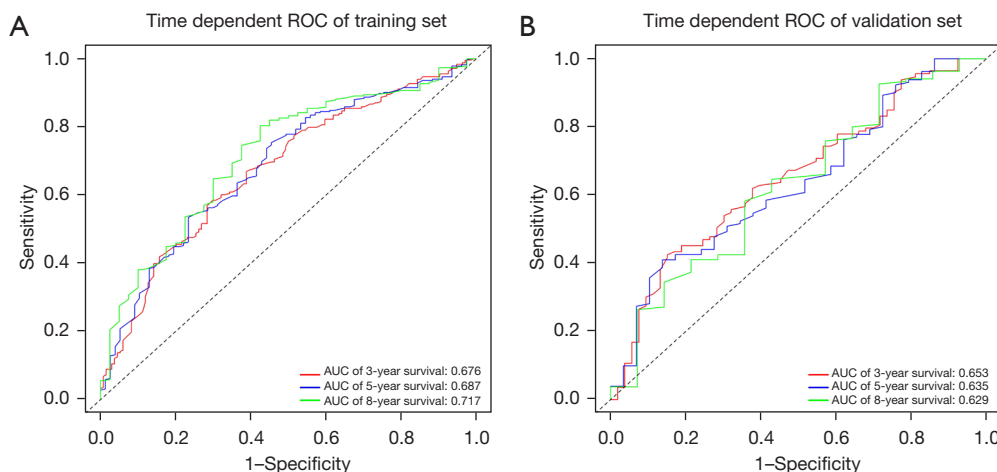 A
Time dependent ROC of training set
1.0
0.8
0.6
0.4
0.2
0.0
Sensitivity
AUC of 3-year survival: 0.676
AUC of 5-year survival: 0.687
AUC of 8-year survival: 0.717
0.0 0.2 0.4 0.6 0.8 1.0
1–Specificity
B
Time dependent ROC of validation set
1.0
0.8
0.6
0.4
0.2
0.0
Sensitivity
AUC of 3-year survival: 0.653
AUC of 5-year survival: 0.635
AUC of 8-year survival: 0.629
0.0 0.2 0.4 0.6 0.8 1.0
1–Specificity